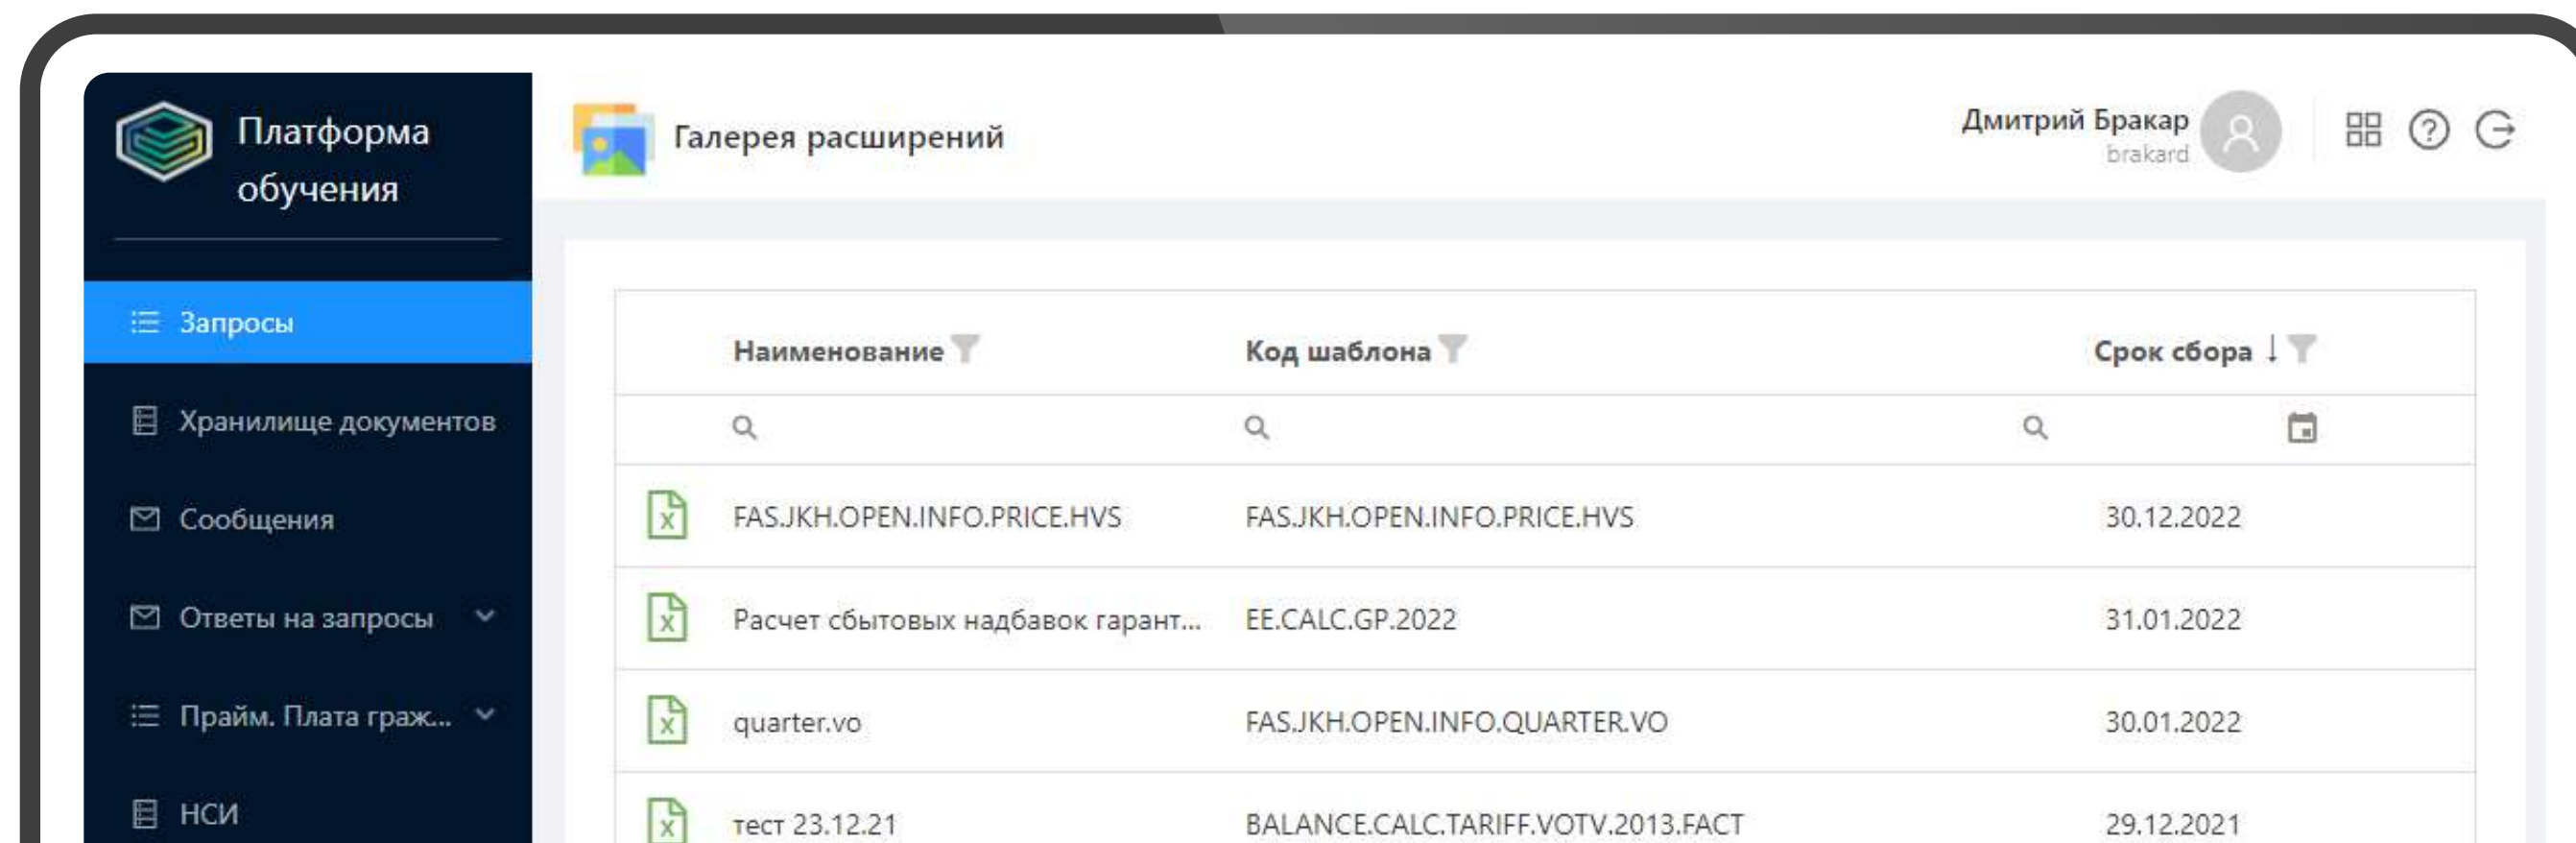 Платформа
обучения
Галерея расширений
Дмитрий Бракар
brakard
Запросы
Хранилище документов
Сообщения
Ответы на запросы
Прайм. Плата граж...
НСИ
Наименование Код шаблона Срок сбора
FAS.JKH.OPEN.INFO.PRICE.HVS FAS.JKH.OPEN.INFO.PRICE.HVS 30.12.2022
Расчет сбытовых надбавок гарант... EE.CALC.GP.2022 31.01.2022
quarter.vo FAS.JKH.OPEN.INFO.QUARTER.VO 30.01.2022
тест 23.12.21 BALANCE.CALC.TARIFF.VOTV.2013.FACT 29.12.2021